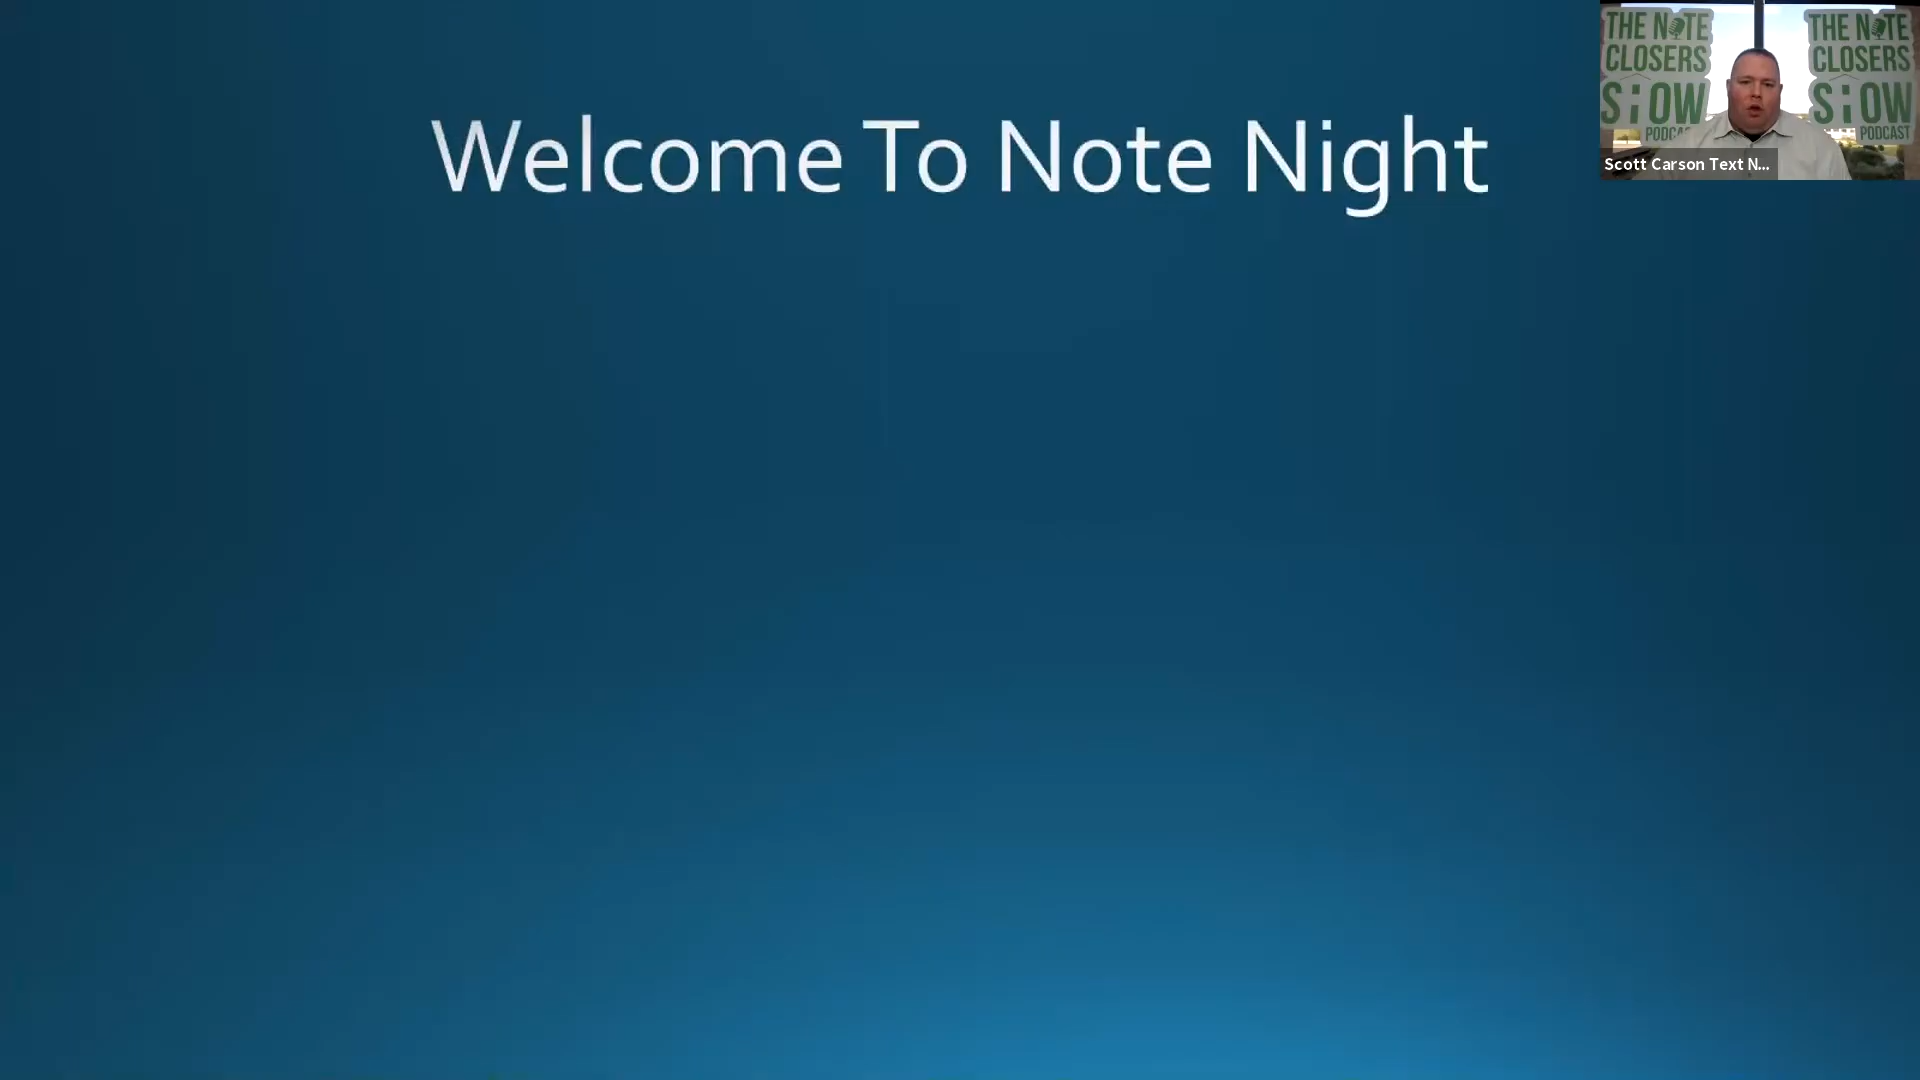 Welcome To Note Night
THE NOTE
CLOSERS
SHOW
PODCAST
THE NOTE
CLOSERS
SHOW
PODCAST
Scott Carson Text N...